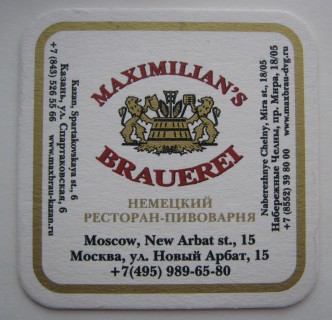 MAXIMILIAN'S
BRAUEREI
НЕМЕЦКИЙ
РЕСТОРАН-ПИВОВАРНЯ
Moscow, New Arbat st., 15
Москва, ул. Новый Арбат, 15
+7(495) 989-65-80
Kazan, Spartakovskaya st., 6
Казань, ул. Спартаковская, 6
+7 (843) 526 55 66 www.maxbrau-kazan.ru
Naberezhnye Chelny, Mira st., 18/05
Набережные Челны, пр. Мира, 18/05
+7 (8552) 39 80 00 www.maxbrau-dvg.ru